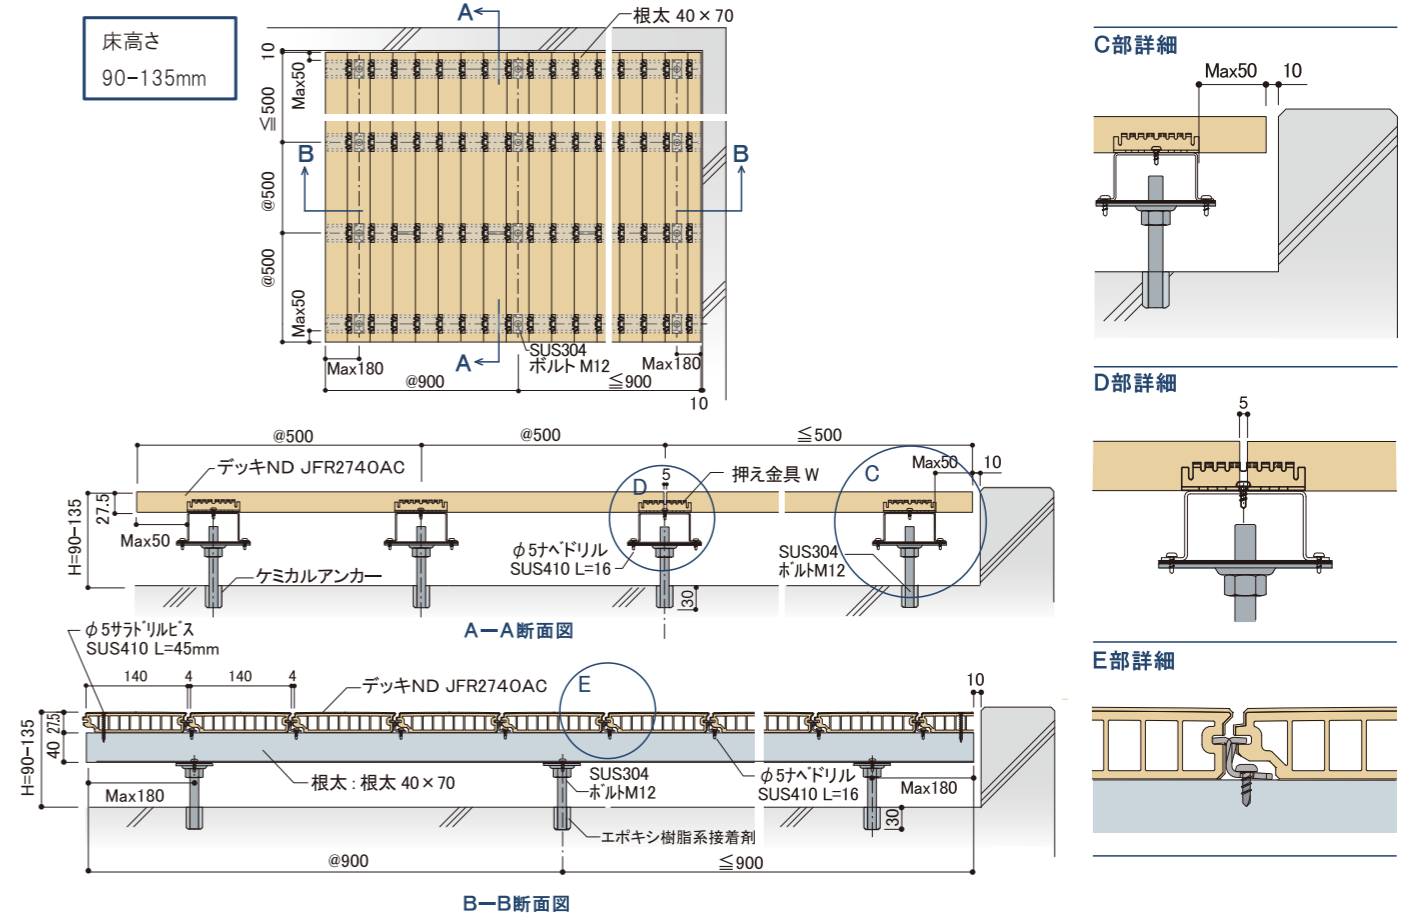 床高さ
90-135mm
A
根太 40×70
10
Max50
≦500
B
B
@500
@500
Max50
A
SUS304
ボルト M12
Max180
Max180
@900
≦900
10
@500
@500
≦500
デッキND JFR2740AC
D
5
押え金具 W
C
Max50
10
H=90-135
27.5
Max50
φ5ナベドリル
SUS410 L=16
SUS304
ボルトM12
ケミカルアンカー
30
A-A断面図
φ5サラドリルビス
SUS410 L=45mm
140
4
140
4
デッキND JFR2740AC
E
10
H=90-135
27.5
40
根太：根太 40×70
SUS304
ボルトM12
φ5ナベドリル
SUS410 L=16
Max180
Max180
エポキシ樹脂系接着剤
30
@900
≦900
B-B断面図
C部詳細
Max50
10
D部詳細
5
E部詳細